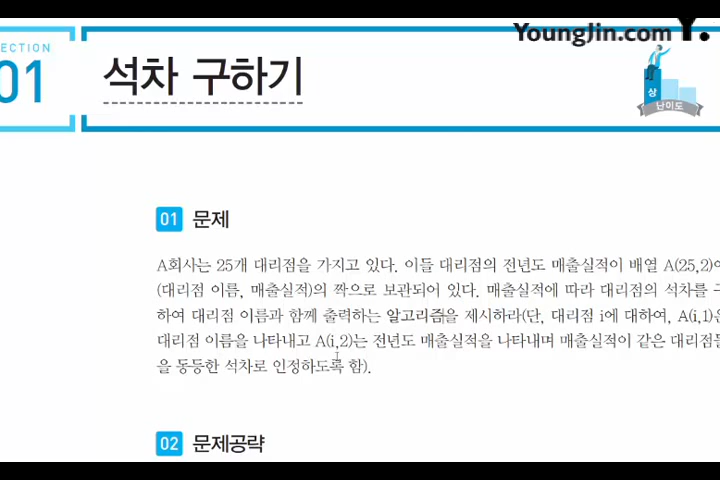 YoungJin.com Y.
ECTION
01
석차 구하기
상
난이도
01 문제
A회사는 25개 대리점을 가지고 있다. 이들 대리점의 전년도 매출실적이 배열 A(25,2)에
(대리점 이름, 매출실적)의 짝으로 보관되어 있다. 매출실적에 따라 대리점의 석차를 구
하여 대리점 이름과 함께 출력하는 알고리즘을 제시하라(단, 대리점 i에 대하여, A(i,1)은
대리점 이름을 나타내고 A(i,2)는 전년도 매출실적을 나타내며 매출실적이 같은 대리점들
을 동등한 석차로 인정하도록 함).
02 문제공략